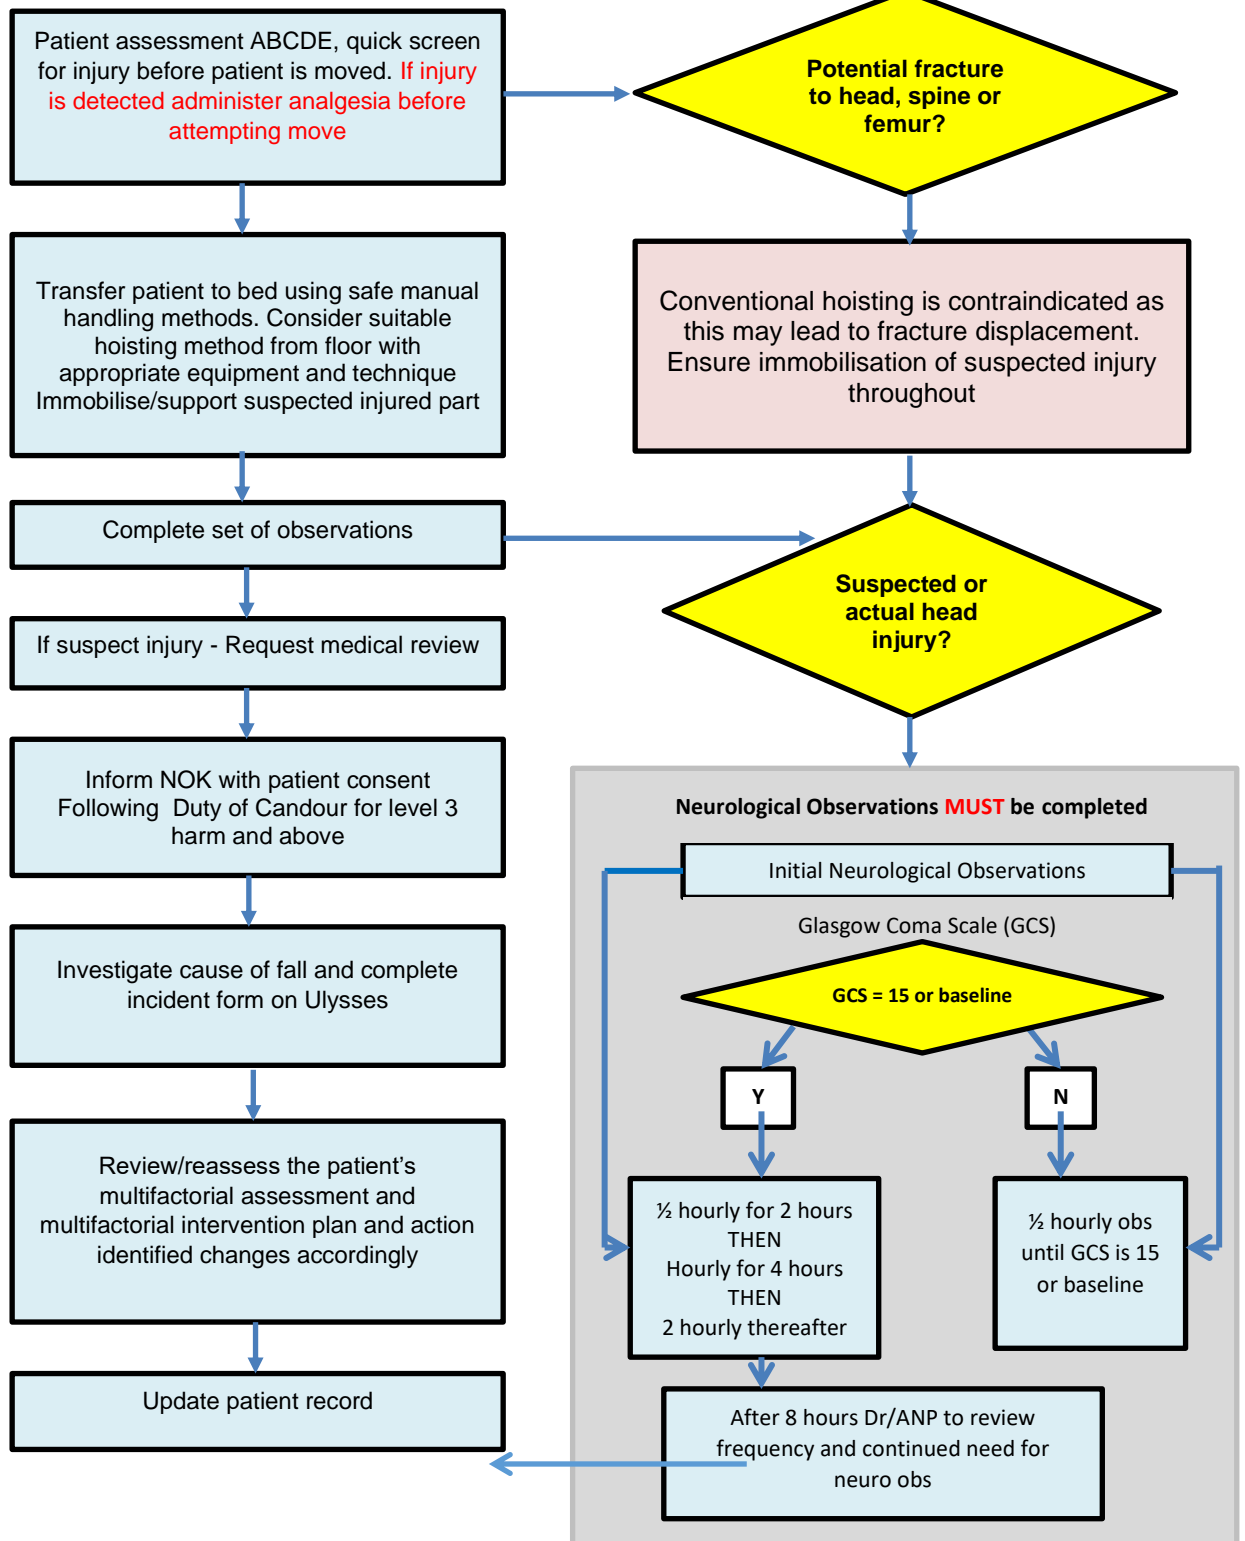 Patient assessment ABCDE, quick screen
for injury before patient is moved. If injury
is detected administer analgesia before
attempting move
Potential fracture
to head, spine or
femur?
Transfer patient to bed using safe manual
handling methods. Consider suitable
hoisting method from floor with
appropriate equipment and technique
Immobilise/support suspected injured part
Conventional hoisting is contraindicated as
this may lead to fracture displacement.
Ensure immobilisation of suspected injury
throughout
Complete set of observations
Suspected or
actual head
injury?
If suspect injury - Request medical review
Inform NOK with patient consent
Following Duty of Candour for level 3
harm and above
Investigate cause of fall and complete
incident form on Ulysses
Review/reassess the patient's
multifactorial assessment and
multifactorial intervention plan and action
identified changes accordingly
Update patient record
Neurological Observations MUST be completed
Initial Neurological Observations
Glasgow Coma Scale (GCS)
GCS = 15 or baseline
Y
N
½ hourly for 2 hours
THEN
Hourly for 4 hours
THEN
2 hourly thereafter
½ hourly obs
until GCS is 15
or baseline
After 8 hours Dr/ANP to review
frequency and continued need for
neuro obs